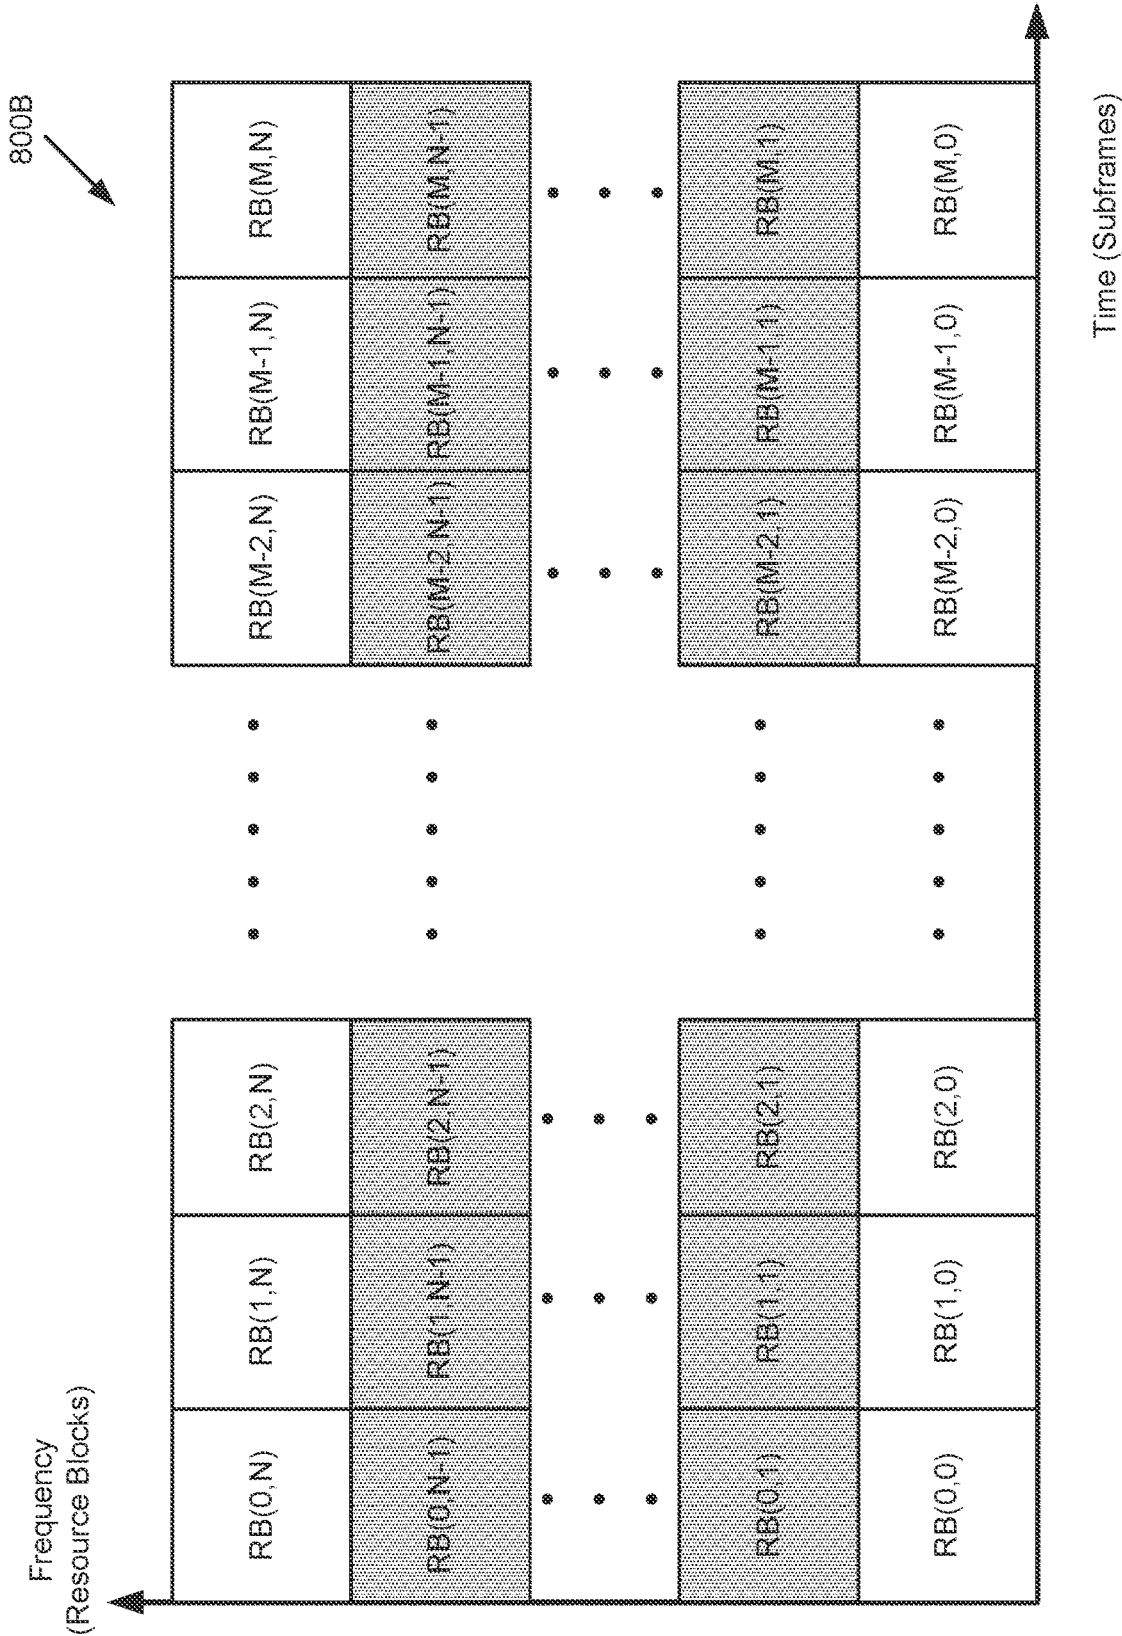 800B
Frequency
(Resource Blocks)
RB(0,N) RB(1,N) RB(2,N) RB(M-2,N) RB(M-1,N) RB(M,N)
RB(0,N-1) RB(1,N-1) RB(2,N-1) RB(M-2,N-1) RB(M-1,N-1) RB(M,N-1)
RB(0,1) RB(1,1) RB(2,1) RB(M-2,1) RB(M-1,1) RB(M,1)
RB(0,0) RB(1,0) RB(2,0) RB(M-2,0) RB(M-1,0) RB(M,0)
Time (Subframes)